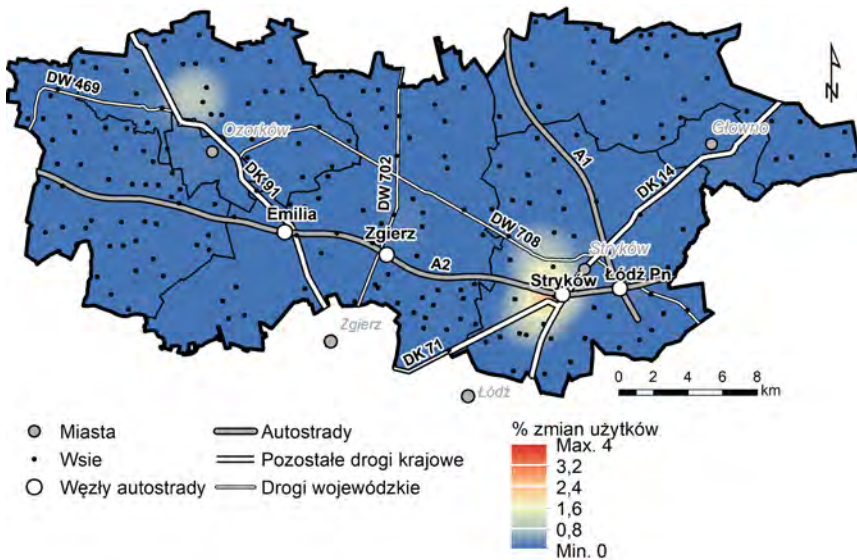 DW 469
Ozorków
DK 91
DW 702
A1
Głowno
DK 14
Emilia
Zgierz
DW 708
A2
Stryków
Stryków
Łódź Pn
DK 71
Zgierz
Łódź
N
0 2 4 6 8
km
Miasta
Wsie
Węzły autostrady
Autostrady
Pozostałe drogi krajowe
Drogi wojewódzkie
% zmian użytków
Max. 4
3,2
2,4
1,6
0,8
Min. 0